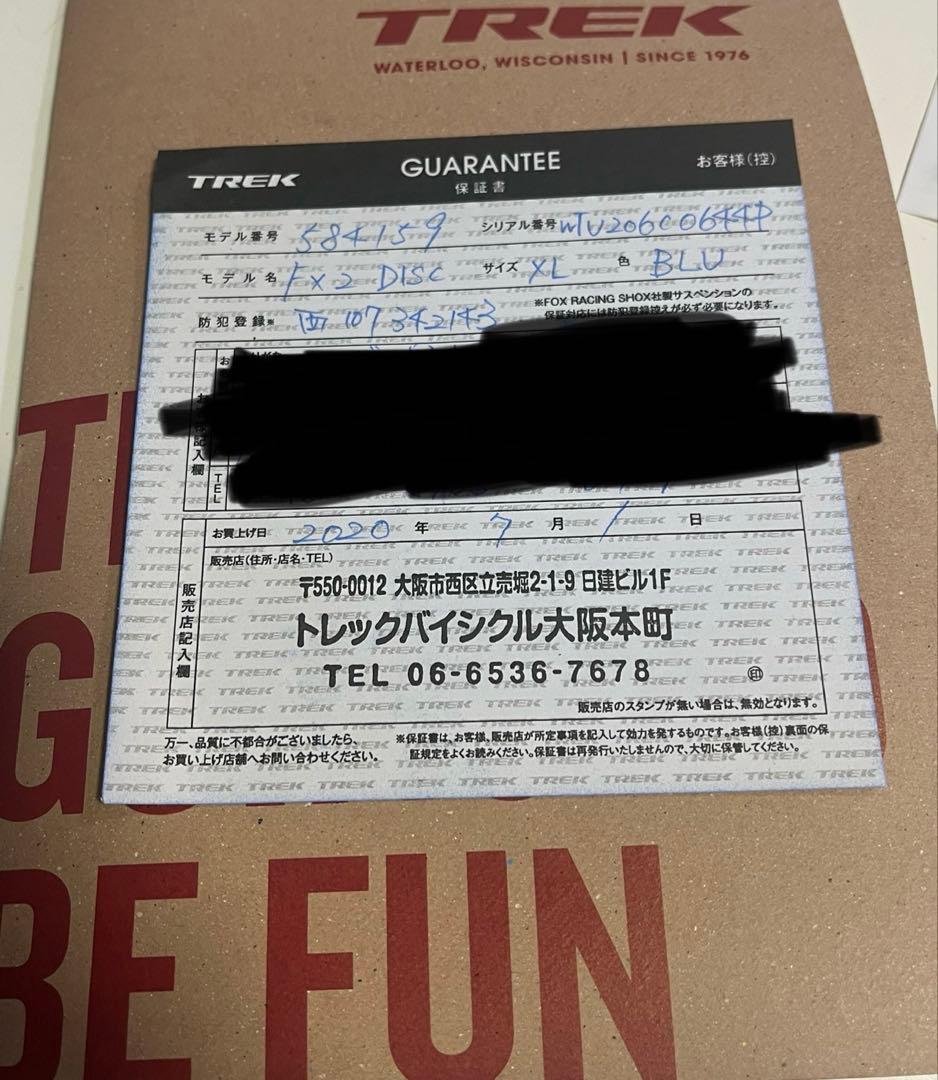 TREK
WATERLOO, WISCONSIN | SINCE 1976
TREK
GUARANTEE
保証書
お客様(控)
モデル番号 584159 シリアル番号 WTU206C0644P
モデル名 FX2 DISC サイズ XL 色 BLU
防犯登録※ 西 107342143
※FOX RACING SHOX社製サスペンションの
保証対応には防犯登録控えが必ず必要になります。
記入欄
TEL
お買上げ日 2020 年 7 月 1 日
販売店記入欄
販売店(住所・店名・TEL)
〒550-0012 大阪市西区立売堀2-1-9 日建ビル1F
トレックバイシクル大阪本町
TEL 06-6536-7678
印
販売店のスタンプが無い場合は、無効となります。
万一、品質に不都合がございましたら、
お買い上げ店舗へお問い合わせください。
※保証書は、お客様、販売店が所定事項を記入して効力を発するものです。お客様(控)裏面の保
証規定をよくお読みください。保証書は再発行いたしませんので、大切に保管してください。
BE FUN